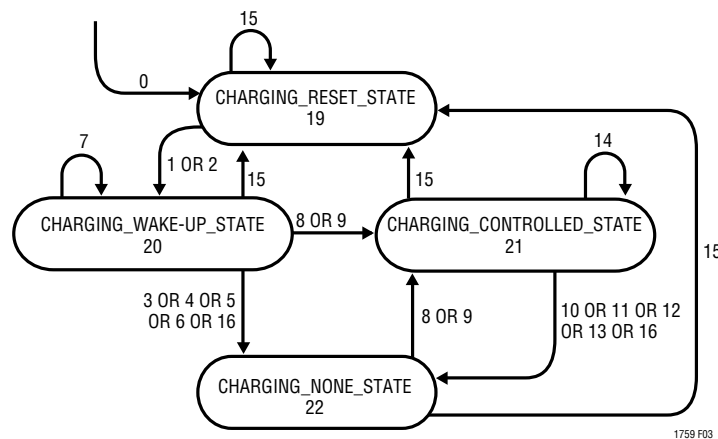 15
0
CHARGING_RESET_STATE
19
7
1 OR 2
15
15
14
CHARGING_WAKE-UP_STATE
20
8 OR 9
CHARGING_CONTROLLED_STATE
21
15
3 OR 4 OR 5
OR 6 OR 16
8 OR 9
10 OR 11 OR 12
OR 13 OR 16
CHARGING_NONE_STATE
22
1759 F03